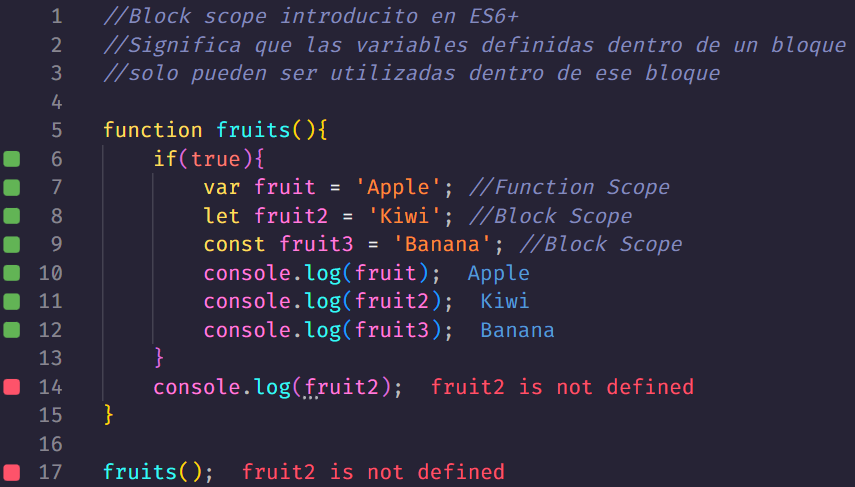 1 //Block scope introducito en ES6+
2 //Significa que las variables definidas dentro de un bloque
3 //solo pueden ser utilizadas dentro de ese bloque
4
5 function fruits(){
6 if(true){
7 var fruit = 'Apple'; //Function Scope
8 let fruit2 = 'Kiwi'; //Block Scope
9 const fruit3 = 'Banana'; //Block Scope
10 console.log(fruit); Apple
11 console.log(fruit2); Kiwi
12 console.log(fruit3); Banana
13 }
14 console.log(fruit2); fruit2 is not defined
15 }
16
17 fruits(); fruit2 is not defined